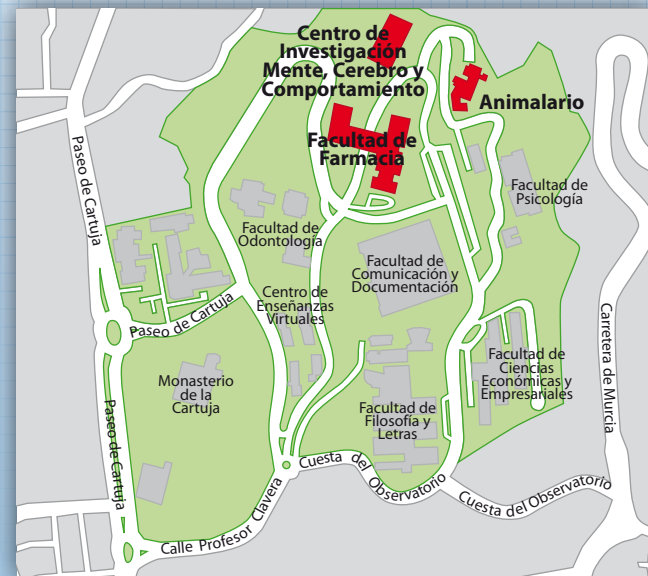 Centro de
Investigación
Mente, Cerebro y
Comportamiento
Animalario
Facultad de
Farmacia
Paseo de Cartuja
Facultad de
Psicología
Facultad de
Odontología
Facultad de
Comunicación y
Documentación
Centro de
Enseñanzas
Virtuales
Paseo de Cartuja
Carretera de Murcia
Monasterio
de la
Cartuja
Facultad de
Ciencias
Económicas y
Empresariales
Paseo de Cartuja
Facultad de
Filosofía y
Letras
Cuesta del Observatorio
Cuesta del Observatorio
Calle Profesor Clavera